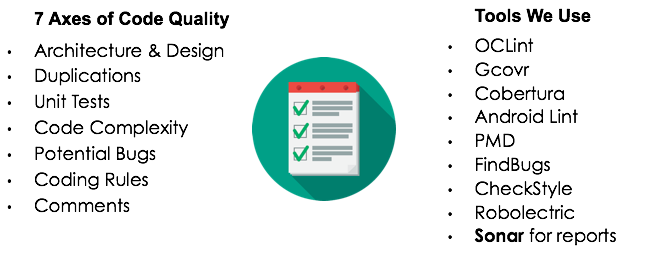 7 Axes of Code Quality
• Architecture & Design
• Duplications
• Unit Tests
• Code Complexity
• Potential Bugs
• Coding Rules
• Comments
Tools We Use
• OCLint
• Gcovr
• Cobertura
• Android Lint
• PMD
• FindBugs
• CheckStyle
• Robolectric
• Sonar for reports